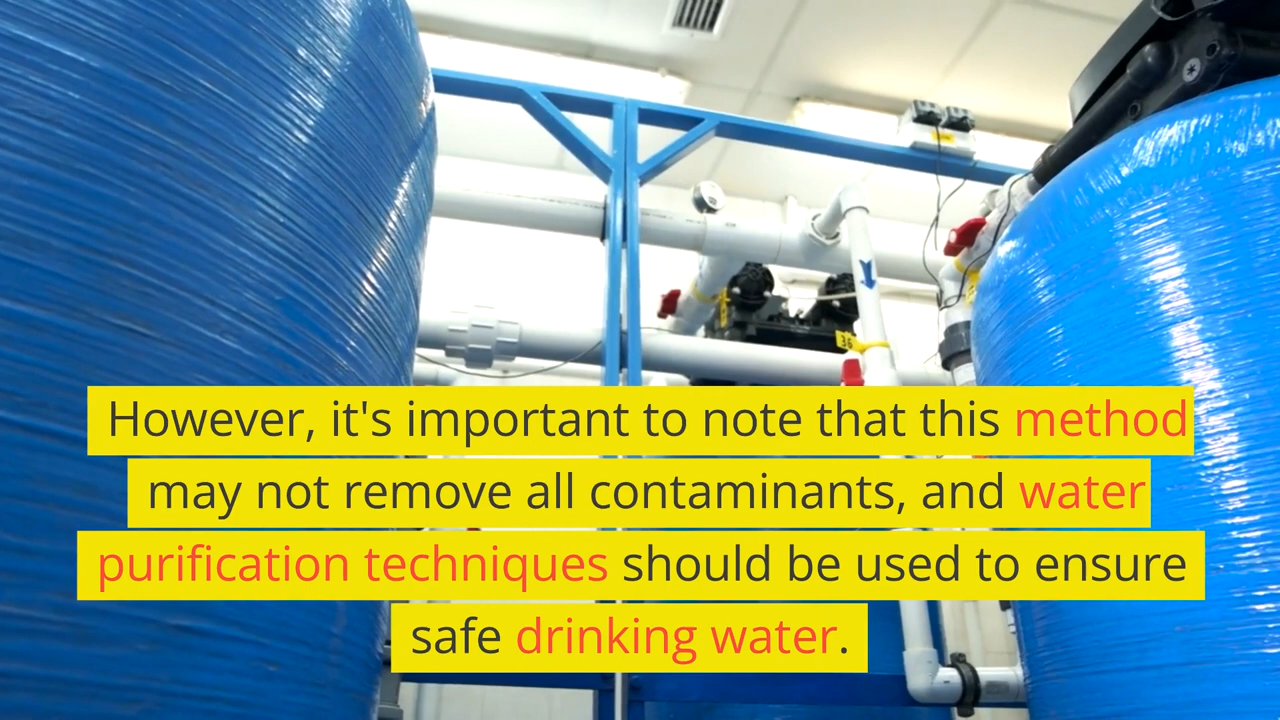 36
However, it's important to note that this method
may not remove all contaminants, and water
purification techniques should be used to ensure
safe drinking water.